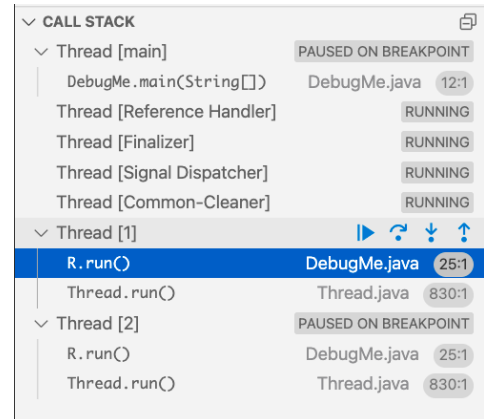 CALL STACK
Thread [main] PAUSED ON BREAKPOINT
DebugMe.main(String[]) DebugMe.java 12:1
Thread [Reference Handler] RUNNING
Thread [Finalizer] RUNNING
Thread [Signal Dispatcher] RUNNING
Thread [Common-Cleaner] RUNNING
Thread [1]
R.run() DebugMe.java 25:1
Thread.run() Thread.java 830:1
Thread [2] PAUSED ON BREAKPOINT
R.run() DebugMe.java 25:1
Thread.run() Thread.java 830:1